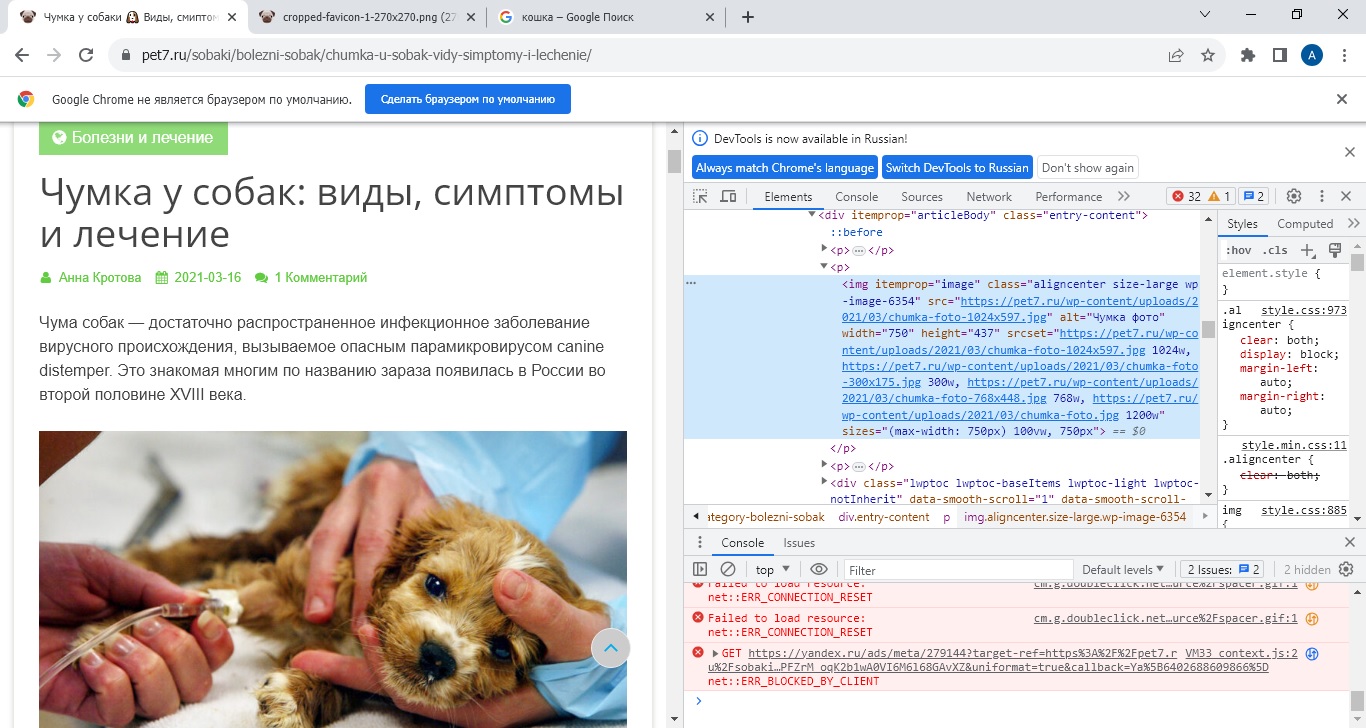 Чумка у собаки Виды, симптом
cropped-favicon-1-270x270.png (27
кошка – Google Поиск
pet7.ru/sobaki/bolezni-sobak/chumka-u-sobak-vidy-simptomy-i-lechenie/
A
Google Chrome не является браузером по умолчанию.
Сделать браузером по умолчанию
Болезни и лечение
Чумка у собак: виды, симптомы
и лечение
Анна Кротова 2021-03-16 1 Комментарий
Чума собак — достаточно распространенное инфекционное заболевание
вирусного происхождения, вызываемое опасным парамикровирусом canine
distemper. Это знакомая многим по названию зараза появилась в России во
второй половине XVIII века.
DevTools is now available in Russian!
Always match Chrome's language
Switch DevTools to Russian
Don't show again
Elements Console Sources Network Performance 32 1 2
<div itemprop="articleBody" class="entry-content">
::before
<p> ⋯ </p>
<p>
<img itemprop="image" class="aligncenter size-large wp
-image-6354" src="https://pet7.ru/wp-content/uploads/2
021/03/chumka-foto-1024x597.jpg" alt="Чумка фото"
width="750" height="437" srcset="https://pet7.ru/wp-co
ntent/uploads/2021/03/chumka-foto-1024x597.jpg 1024w,
https://pet7.ru/wp-content/uploads/2021/03/chumka-foto
-300x175.jpg 300w, https://pet7.ru/wp-content/uploads/
2021/03/chumka-foto-768x448.jpg 768w, https://pet7.ru/
wp-content/uploads/2021/03/chumka-foto.jpg 1200w"
sizes="(max-width: 750px) 100vw, 750px"> == $0
</p>
<p> ⋯ </p>
<div class="lwptoc lwptoc-baseItems lwptoc-light lwptoc-
notInherit" data-smooth-scroll="1" data-smooth-scroll-
ategory-bolezni-sobak div.entry-content p img.aligncenter.size-large.wp-image-6354
Styles Computed
:hov .cls
element.style {
}
.al style.css:973
igncenter {
clear: both;
display: block;
margin-left:
auto;
margin-right:
auto;
}
style.min.css:11
.aligncenter {
clear: both;
}
img style.css:885
{
Console Issues
top Filter Default levels 2 Issues: 2 2 hidden
Failed to load resource: cm.g.doubleclick.net…urce%2Fspacer.gif:1
net::ERR_CONNECTION_RESET
Failed to load resource: cm.g.doubleclick.net…urce%2Fspacer.gif:1
net::ERR_CONNECTION_RESET
GET https://yandex.ru/ads/meta/279144?target-ref=https%3A%2F%2Fpet7.r VM33 context.js:2
u%2Fsobaki…PFZrM_oqK2b1wA0VI6M6168GAvXZ&uniformat=true&callback=Ya%5B6402688609866%5D
net::ERR_BLOCKED_BY_CLIENT